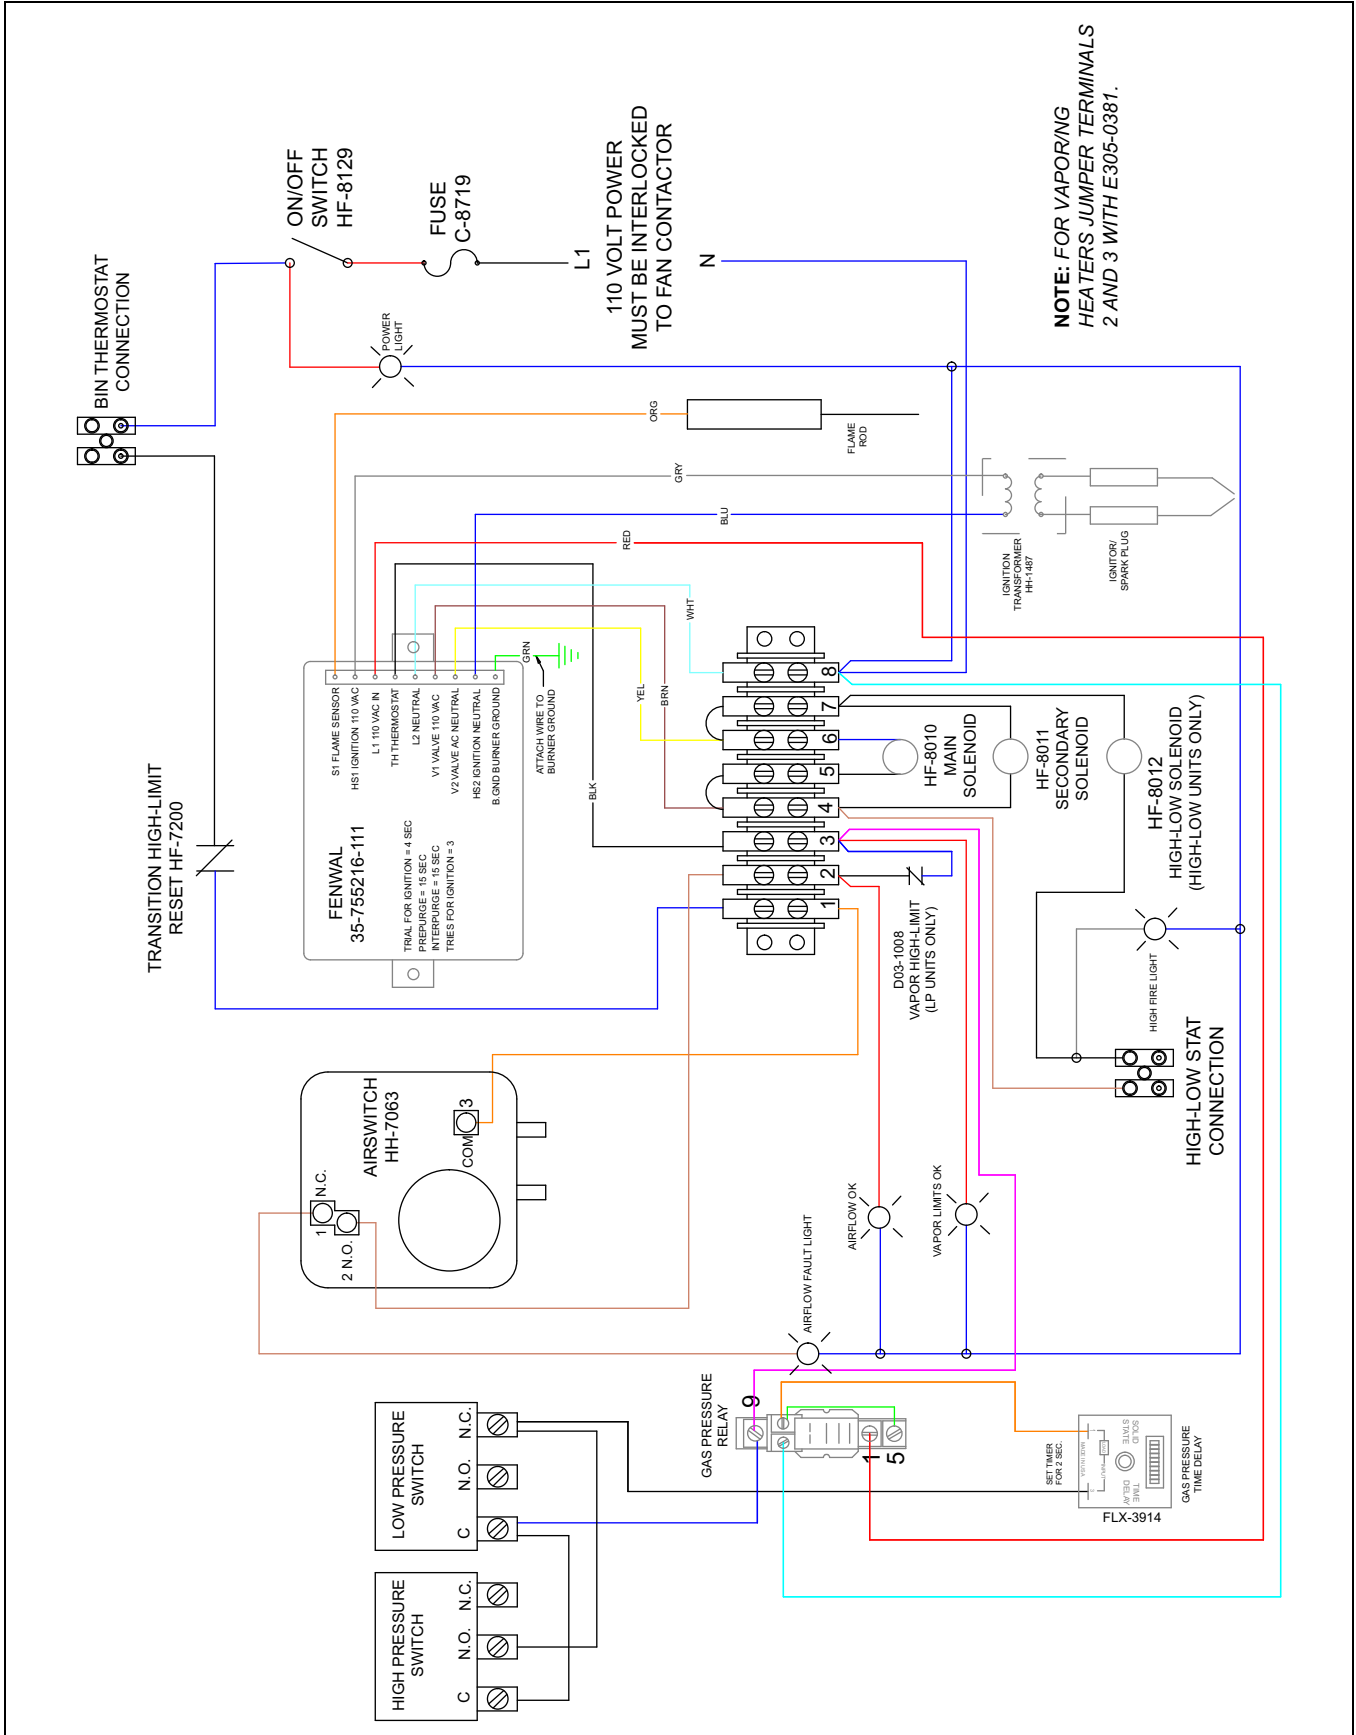 BIN THERMOSTAT
CONNECTION
ON/OFF
SWITCH
HF-8129
FUSE
C-8719
L1
110 VOLT POWER
MUST BE INTERLOCKED
TO FAN CONTACTOR
N
NOTE: FOR VAPOR/NG
HEATERS JUMPER TERMINALS
2 AND 3 WITH E305-0381.
POWER
LIGHT
ORG
FLAME
ROD
GRY
BLU
RED
IGNITION
TRANSFORMER
HH-1487
IGNITOR/
SPARK PLUG
TRANSITION HIGH-LIMIT
RESET HF-7200
FENWAL
35-755216-111
TRIAL FOR IGNITION = 4 SEC
PREPURGE = 15 SEC
INTERPURGE = 15 SEC
TRIES FOR IGNITION = 3
S1 FLAME SENSOR
HS1 IGNITION 110 VAC
L1 110 VAC IN
TH THERMOSTAT
L2 NEUTRAL
V1 VALVE 110 VAC
V2 VALVE AC NEUTRAL
HS2 IGNITION NEUTRAL
B.GND BURNER GROUND
GRN
ATTACH WIRE TO
BURNER GROUND
WHT
BRN
YEL
BLK
8
7
6
5
4
3
2
1
HF-8010
MAIN
SOLENOID
HF-8011
SECONDARY
SOLENOID
HF-8012
HIGH-LOW SOLENOID
(HIGH-LOW UNITS ONLY)
D03-1008
VAPOR HIGH-LIMIT
(LP UNITS ONLY)
HIGH FIRE LIGHT
HIGH-LOW STAT
CONNECTION
AIRSWITCH
HH-7063
COM
3
1
N.C.
2 N.O.
AIRFLOW OK
VAPOR LIMITS OK
AIRFLOW FAULT LIGHT
GAS PRESSURE
RELAY
9
1
5
LOW PRESSURE
SWITCH
C
N.O.
N.C.
HIGH PRESSURE
SWITCH
C
N.O.
N.C.
SET TIMER
FOR 2 SEC.
SOLID
STATE
TIME
DELAY
MADE IN USA
INPUT
LOAD
1
FLX-3914
GAS PRESSURE
TIME DELAY